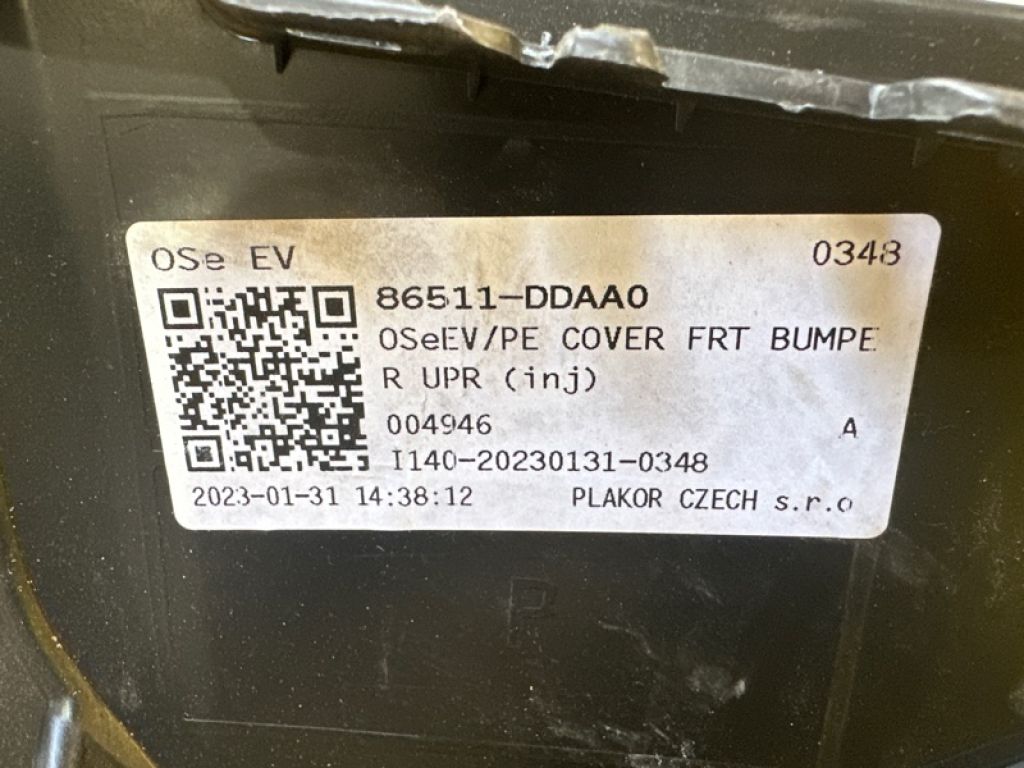 OSe EV
0348
86511-DDAA0
OSeEV/PE COVER FRT BUMPE
R UPR (inj)
004946
A
I140-20230131-0348
2023-01-31 14:38:12
PLAKOR CZECH s.r.o
P